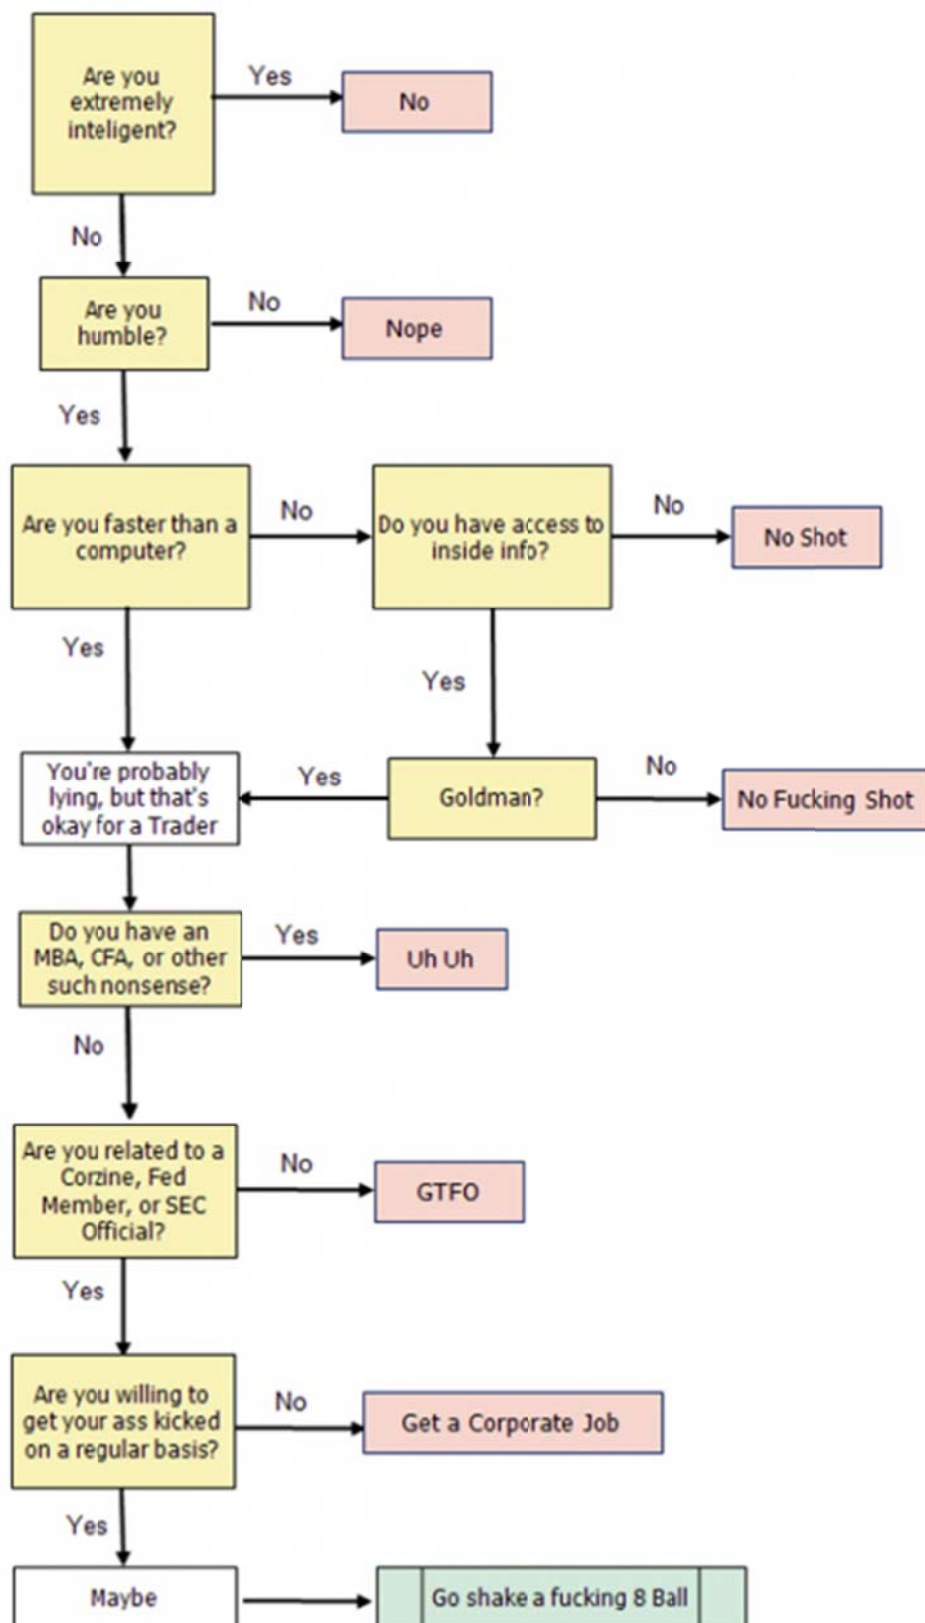 Are you
extremely
inteligent?
Yes
No
No
Are you
humble?
No
Nope
Yes
Are you faster than a
computer?
No
Do you have access to
inside info?
No
No Shot
Yes
Yes
You're probably
lying, but that's
okay for a Trader
Yes
Goldman?
No
No Fucking Shot
Do you have an
MBA, CFA, or other
such nonsense?
Yes
Uh Uh
No
Are you related to a
Corzine, Fed
Member, or SEC
Official?
No
GTFO
Yes
Are you willing to
get your ass kicked
on a regular basis?
No
Get a Corporate Job
Yes
Maybe
Go shake a fucking 8 Ball